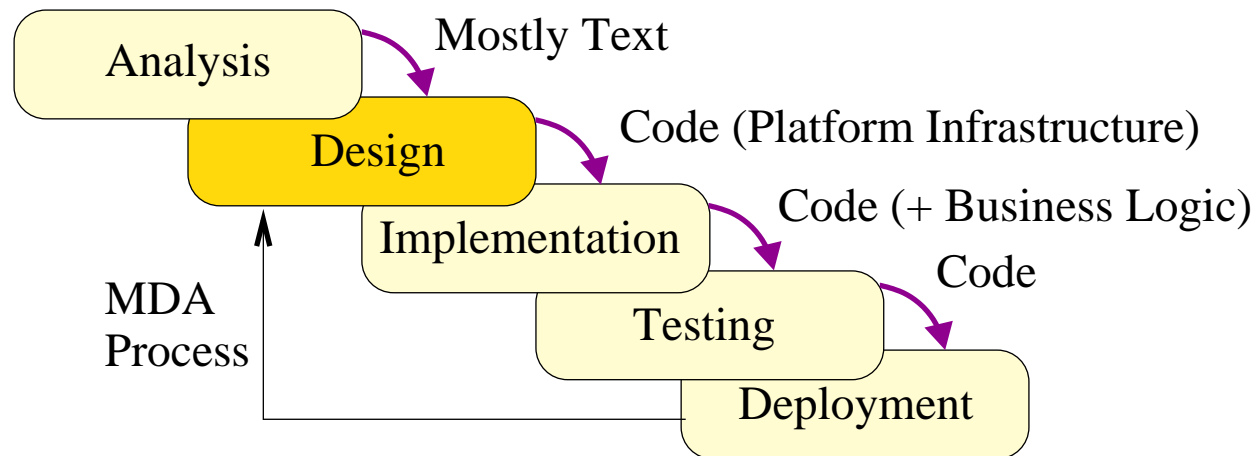 Analysis
Mostly Text
Design
Code (Platform Infrastructure)
Implementation
Code (+ Business Logic)
Testing
Code
Deployment
MDA
Process